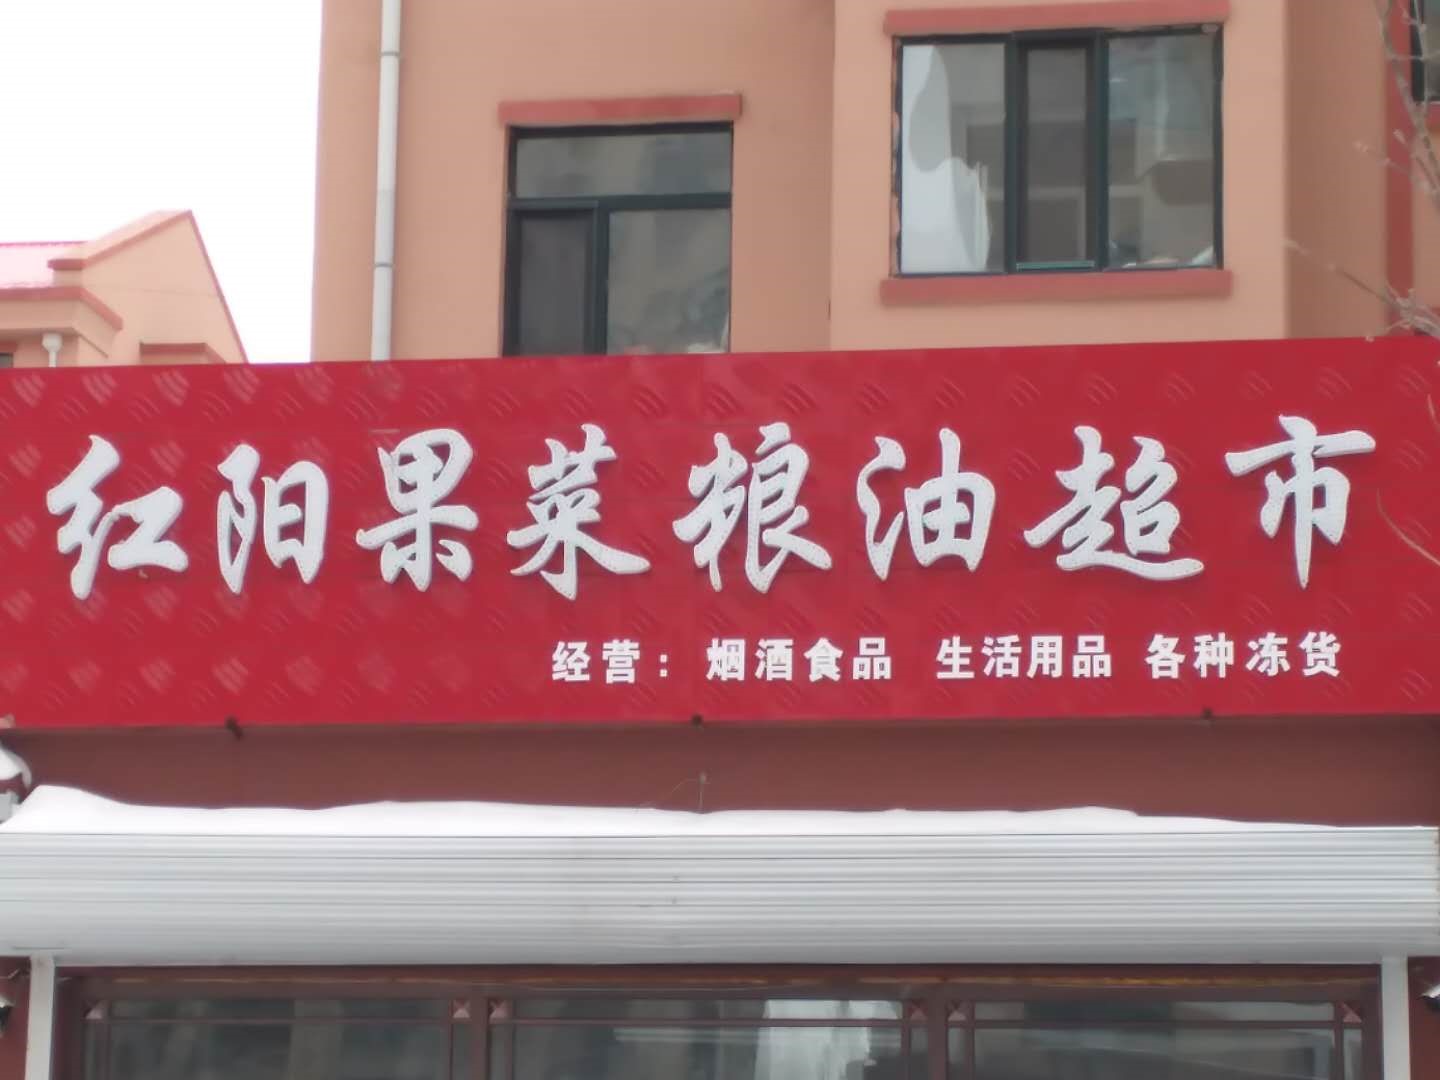 红阳果菜粮油超市
经营：烟酒食品 生活用品 各种冻货